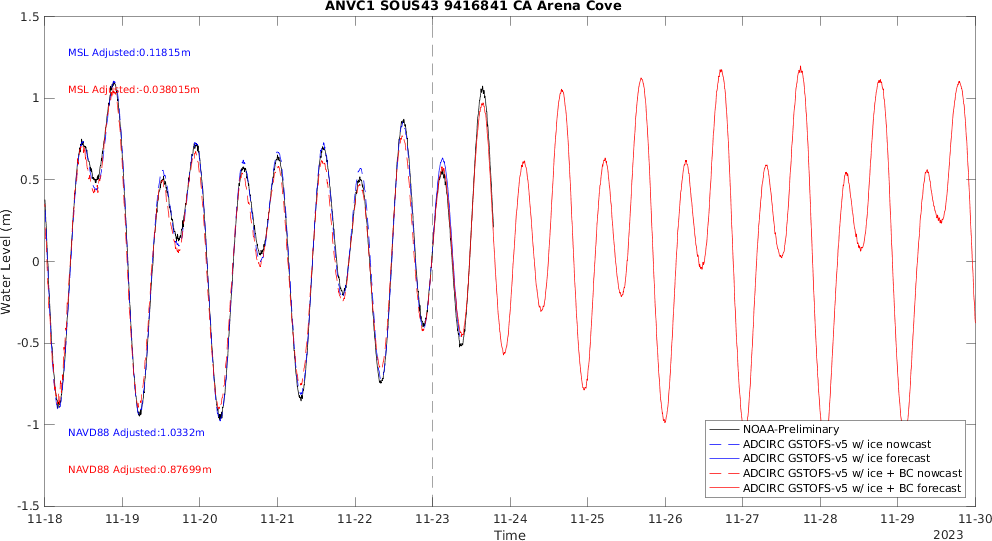 ANVC1 SOUS43 9416841 CA Arena Cove
1.5
MSL Adjusted:0.11815m
MSL Adjusted:-0.038015m
1
0.5
Water Level (m)
0
-0.5
-1
NAVD88 Adjusted:1.0332m
NAVD88 Adjusted:0.87699m
NOAA-Preliminary
ADCIRC GSTOFS-v5 w/ ice nowcast
ADCIRC GSTOFS-v5 w/ ice forecast
ADCIRC GSTOFS-v5 w/ ice + BC nowcast
ADCIRC GSTOFS-v5 w/ ice + BC forecast
-1.5
11-18 11-19 11-20 11-21 11-22 11-23 11-24 11-25 11-26 11-27 11-28 11-29 11-30
Time
2023